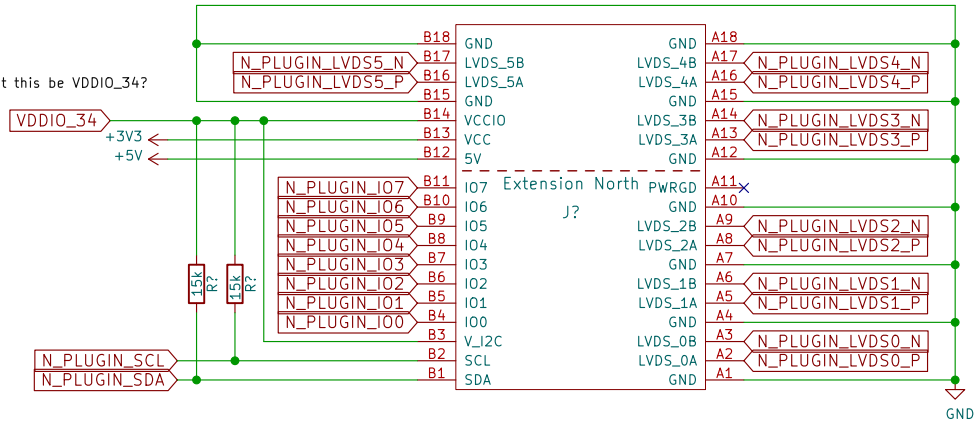 B18 GND GND A18
N_PLUGIN_LVDS5_N B17 LVDS_5B LVDS_4B A17 N_PLUGIN_LVDS4_N
t this be VDDIO_34? N_PLUGIN_LVDS5_P B16 LVDS_5A LVDS_4A A16 N_PLUGIN_LVDS4_P
B15 GND GND A15
VDDIO_34 B14 VCCIO LVDS_3B A14 N_PLUGIN_LVDS3_N
+3V3 B13 VCC LVDS_3A A13 N_PLUGIN_LVDS3_P
+5V B12 5V GND A12
N_PLUGIN_IO7 B11 IO7 Extension North PWRGD A11
N_PLUGIN_IO6 B10 IO6 J? GND A10
N_PLUGIN_IO5 B9 IO5 LVDS_2B A9 N_PLUGIN_LVDS2_N
N_PLUGIN_IO4 B8 IO4 LVDS_2A A8 N_PLUGIN_LVDS2_P
N_PLUGIN_IO3 B7 IO3 GND A7
15k R? 15k R? N_PLUGIN_IO2 B6 IO2 LVDS_1B A6 N_PLUGIN_LVDS1_N
N_PLUGIN_IO1 B5 IO1 LVDS_1A A5 N_PLUGIN_LVDS1_P
N_PLUGIN_IO0 B4 IO0 GND A4
B3 V_I2C LVDS_0B A3 N_PLUGIN_LVDS0_N
N_PLUGIN_SCL B2 SCL LVDS_0A A2 N_PLUGIN_LVDS0_P
N_PLUGIN_SDA B1 SDA GND A1
GND